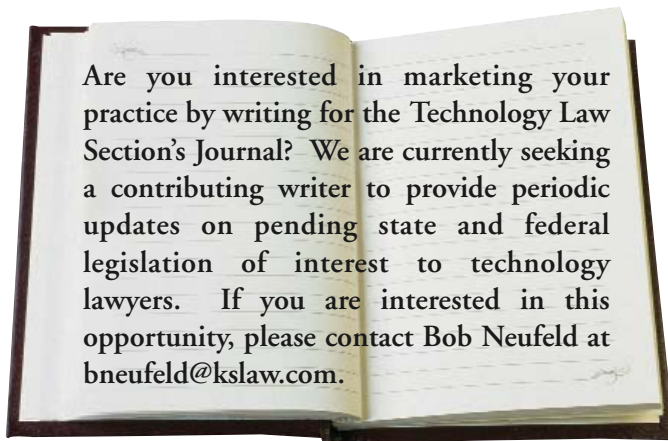 Are you interested in marketing your
practice by writing for the Technology Law
Section's Journal? We are currently seeking
a contributing writer to provide periodic
updates on pending state and federal
legislation of interest to technology
lawyers. If you are interested in this
opportunity, please contact Bob Neufeld at
bneufeld@kslaw.com.